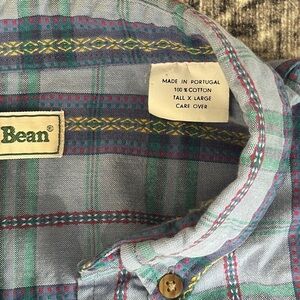 Bean®
MADE IN PORTUGAL
100% COTTON
TALL X LARGE
CARE OVER